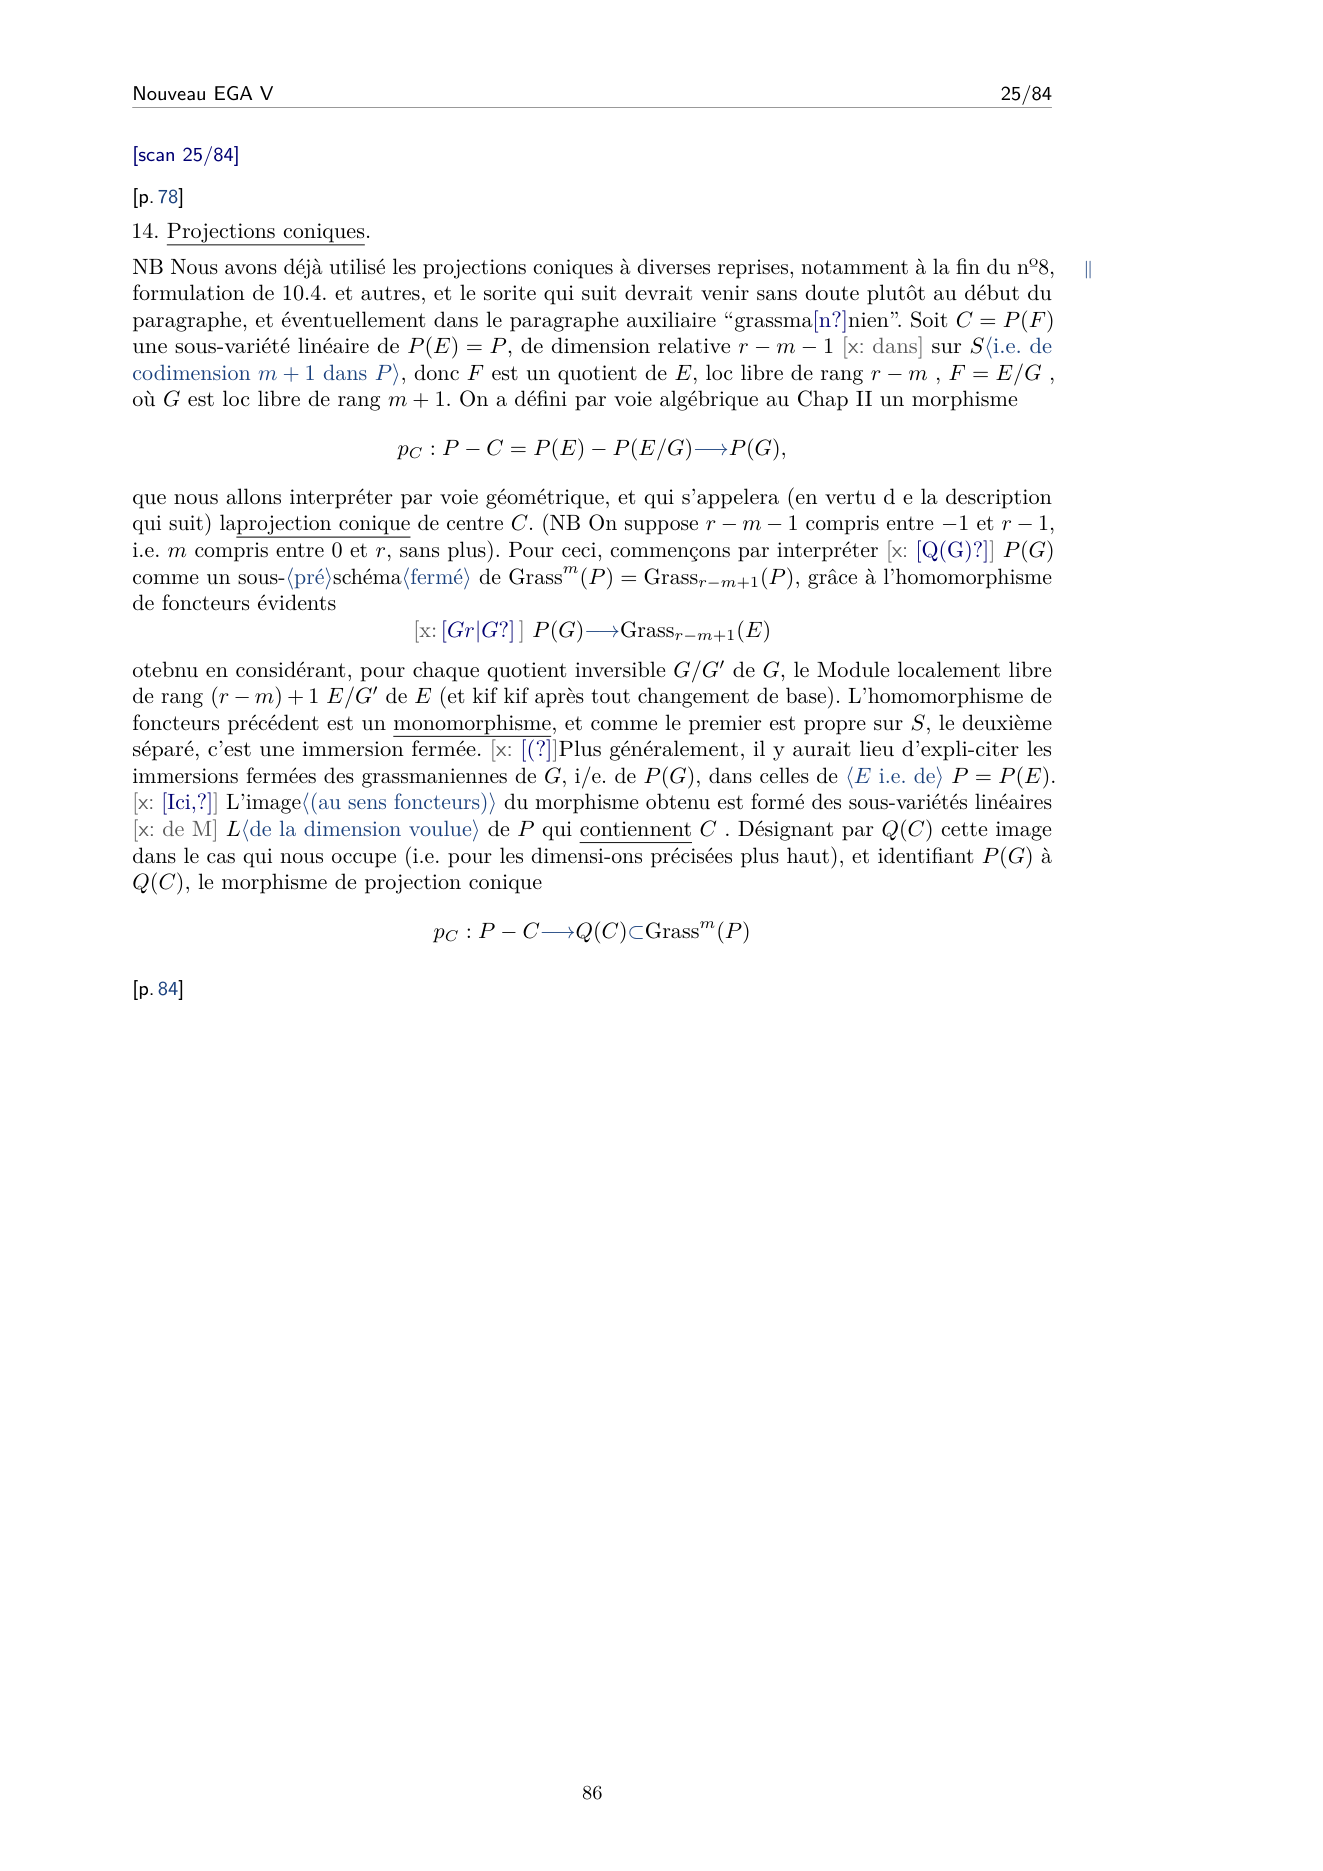 Nouveau EGA V 25/84
[scan 25/84]
[p. 78]
14. Projections coniques.
NB Nous avons déjà utilisé les projections coniques à diverses reprises, notamment à la fin du nº8, ‖
formulation de 10.4. et autres, et le sorite qui suit devrait venir sans doute plutôt au début du
paragraphe, et éventuellement dans le paragraphe auxiliaire “grassma[n?]nien”. Soit C = P(F)
une sous-variété linéaire de P(E) = P, de dimension relative r − m − 1 [x: dans] sur S⟨i.e. de
codimension m + 1 dans P⟩, donc F est un quotient de E, loc libre de rang r − m , F = E/G ,
où G est loc libre de rang m + 1. On a défini par voie algébrique au Chap II un morphisme
p_C : P − C = P(E) − P(E/G)⟶P(G),
que nous allons interpréter par voie géométrique, et qui s’appelera (en vertu d e la description
qui suit) laprojection conique de centre C. (NB On suppose r − m − 1 compris entre −1 et r − 1,
i.e. m compris entre 0 et r, sans plus). Pour ceci, commençons par interpréter [x: [Q(G)?]] P(G)
comme un sous-⟨pré⟩schéma⟨fermé⟩ de Grass^m(P) = Grass_{r−m+1}(P), grâce à l’homomorphisme
de foncteurs évidents
[x: [Gr|G?] ] P(G)⟶Grass_{r−m+1}(E)
otebnu en considérant, pour chaque quotient inversible G/G′ de G, le Module localement libre
de rang (r − m) + 1 E/G′ de E (et kif kif après tout changement de base). L’homomorphisme de
foncteurs précédent est un monomorphisme, et comme le premier est propre sur S, le deuxième
séparé, c’est une immersion fermée. [x: [(?]]Plus généralement, il y aurait lieu d’expli-citer les
immersions fermées des grassmaniennes de G, i/e. de P(G), dans celles de ⟨E i.e. de⟩ P = P(E).
[x: [Ici,?]] L’image⟨(au sens foncteurs)⟩ du morphisme obtenu est formé des sous-variétés linéaires
[x: de M] L⟨de la dimension voulue⟩ de P qui contiennent C . Désignant par Q(C) cette image
dans le cas qui nous occupe (i.e. pour les dimensi-ons précisées plus haut), et identifiant P(G) à
Q(C), le morphisme de projection conique
p_C : P − C⟶Q(C)⊂Grass^m(P)
[p. 84]
86